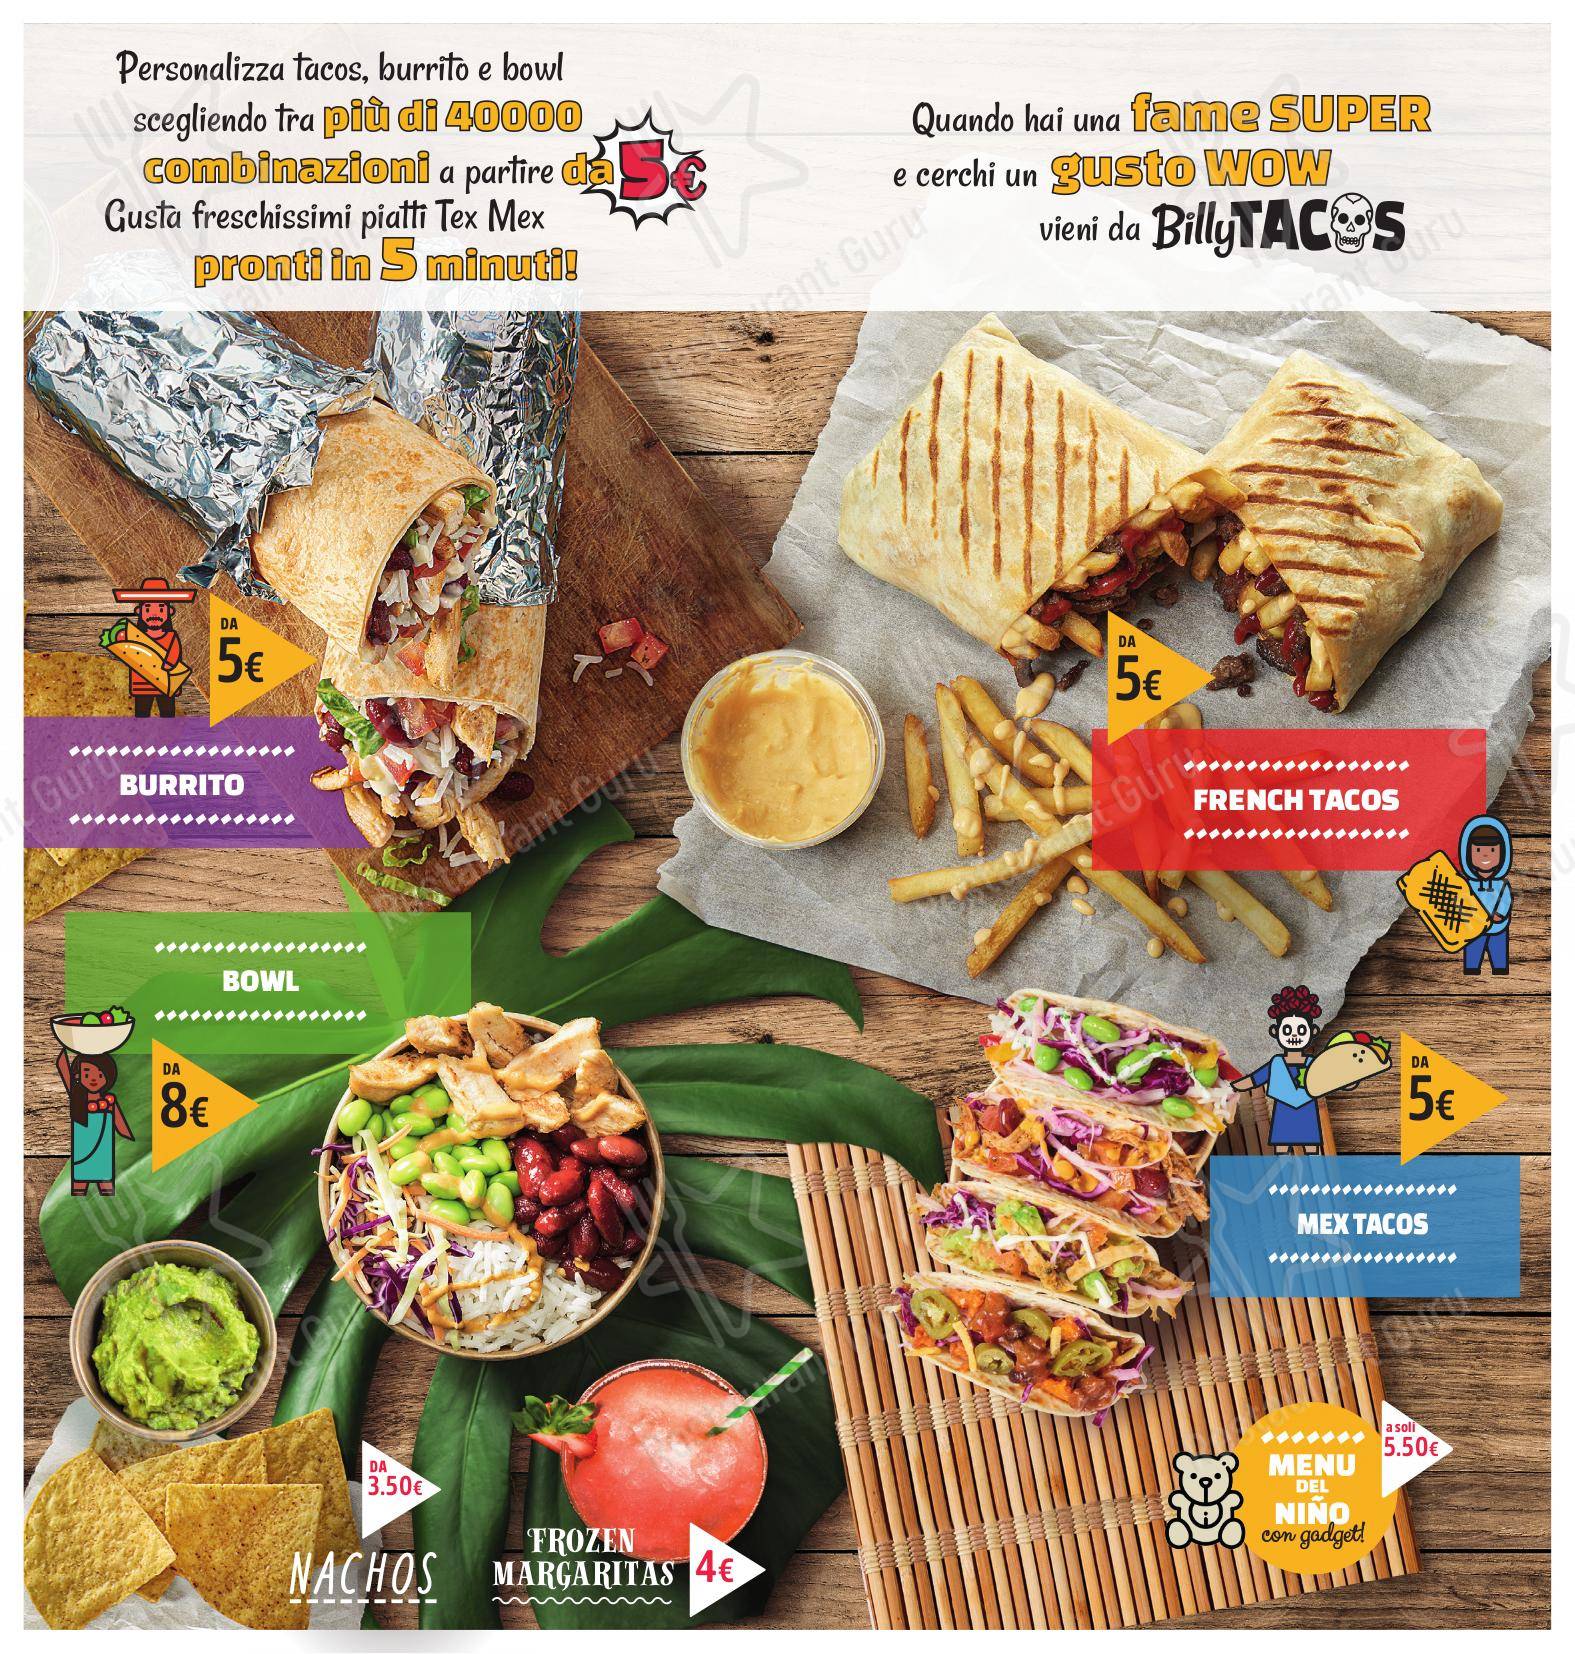 Personalizza tacos, burrito e bowl
scegliendo tra più di 40000
combinazioni a partire da 5€
Gusta freschissimi piatti Tex Mex
pronti in 5 minuti!
Quando hai una fame SUPER
e cerchi un gusto WOW
vieni da BillyTACOS
DA
5€
BURRITO
DA
5€
FRENCH TACOS
BOWL
DA
8€
DA
5€
MEX TACOS
DA
3.50€
NACHOS
FROZEN
MARGARITAS
4€
a soli
5.50€
MENU
DEL
NIÑO
con gadget!
Restaurant Guru